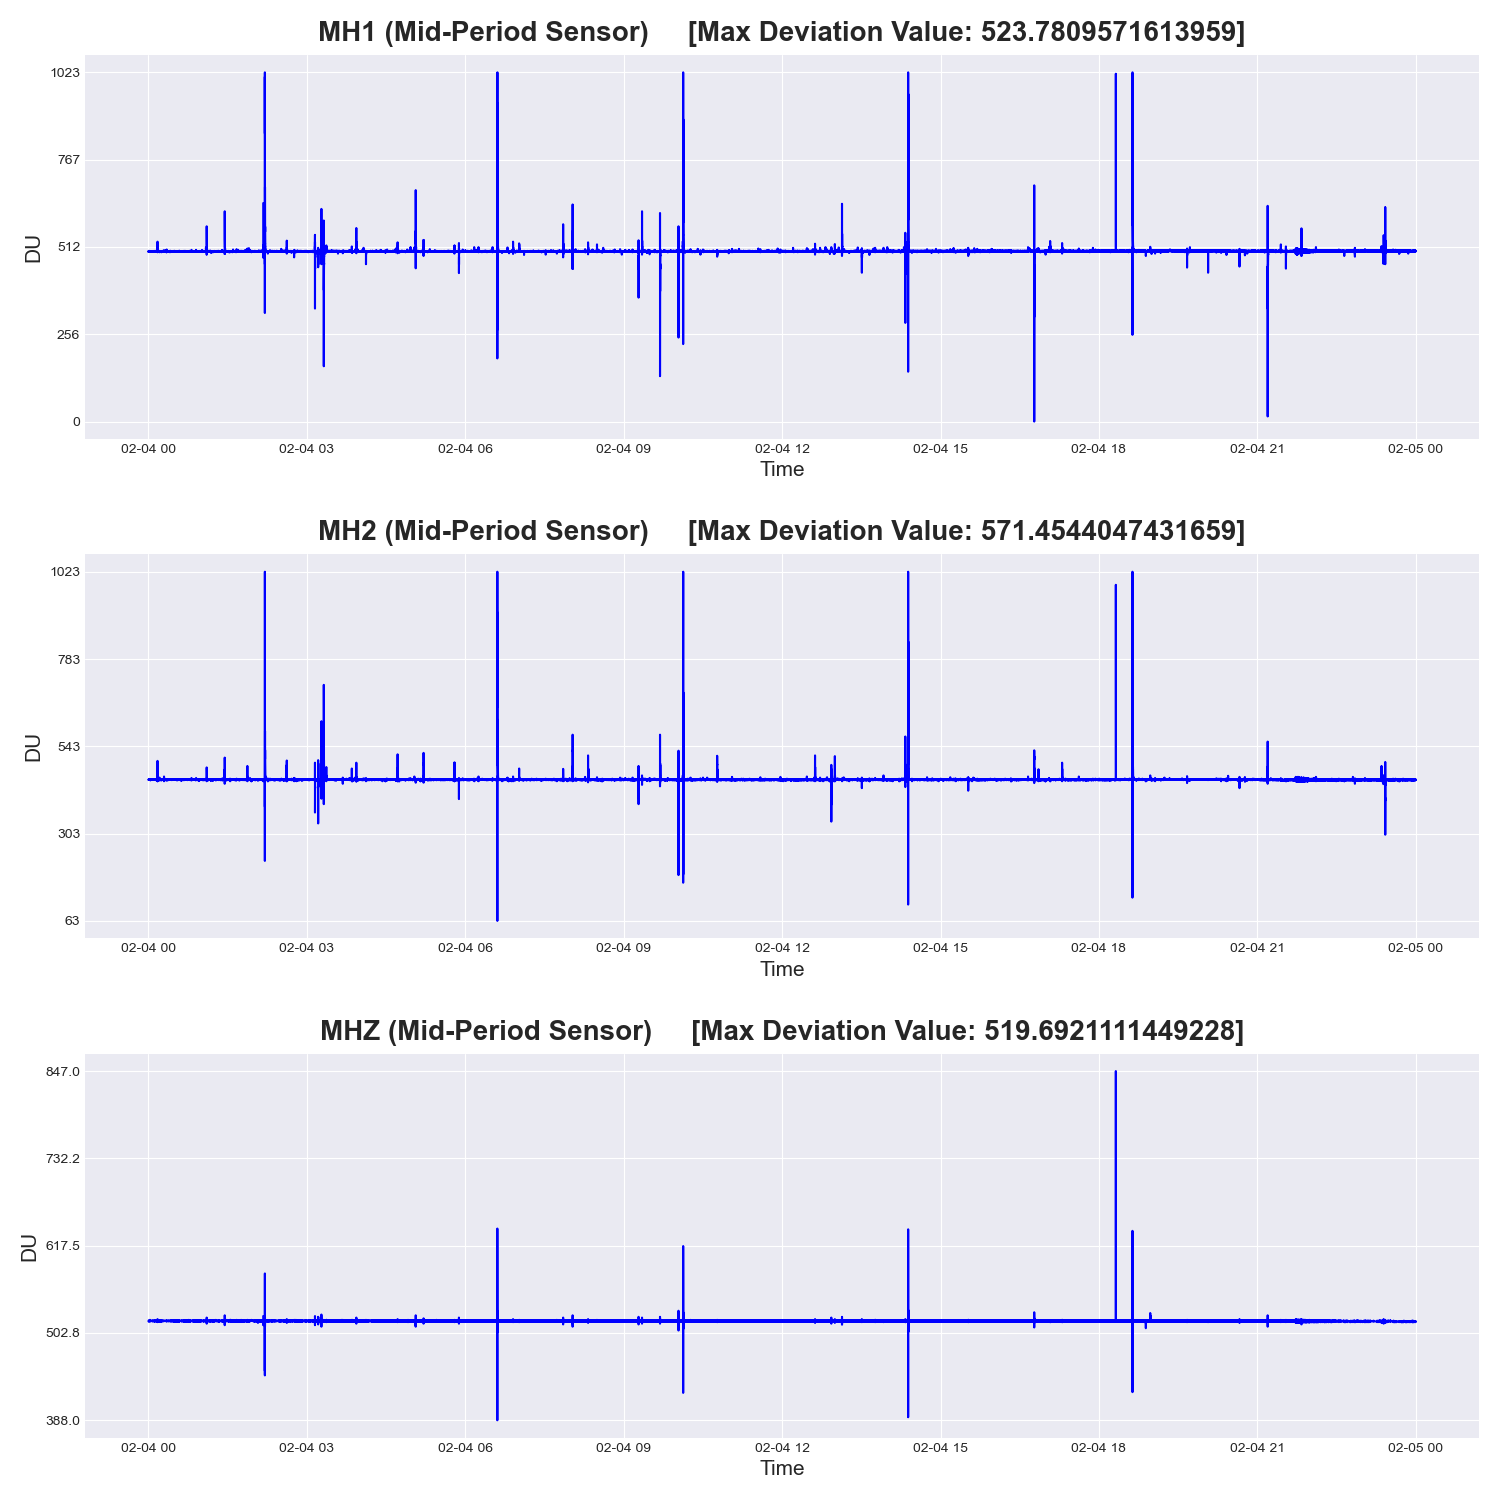 MH1 (Mid-Period Sensor) [Max Deviation Value: 523.7809571613959]
1023
767
512
256
0
DU
02-04 00 02-04 03 02-04 06 02-04 09 02-04 12 02-04 15 02-04 18 02-04 21 02-05 00
Time
MH2 (Mid-Period Sensor) [Max Deviation Value: 571.4544047431659]
1023
783
543
303
63
DU
02-04 00 02-04 03 02-04 06 02-04 09 02-04 12 02-04 15 02-04 18 02-04 21 02-05 00
Time
MHZ (Mid-Period Sensor) [Max Deviation Value: 519.6921111449228]
847.0
732.2
617.5
502.8
388.0
DU
02-04 00 02-04 03 02-04 06 02-04 09 02-04 12 02-04 15 02-04 18 02-04 21 02-05 00
Time